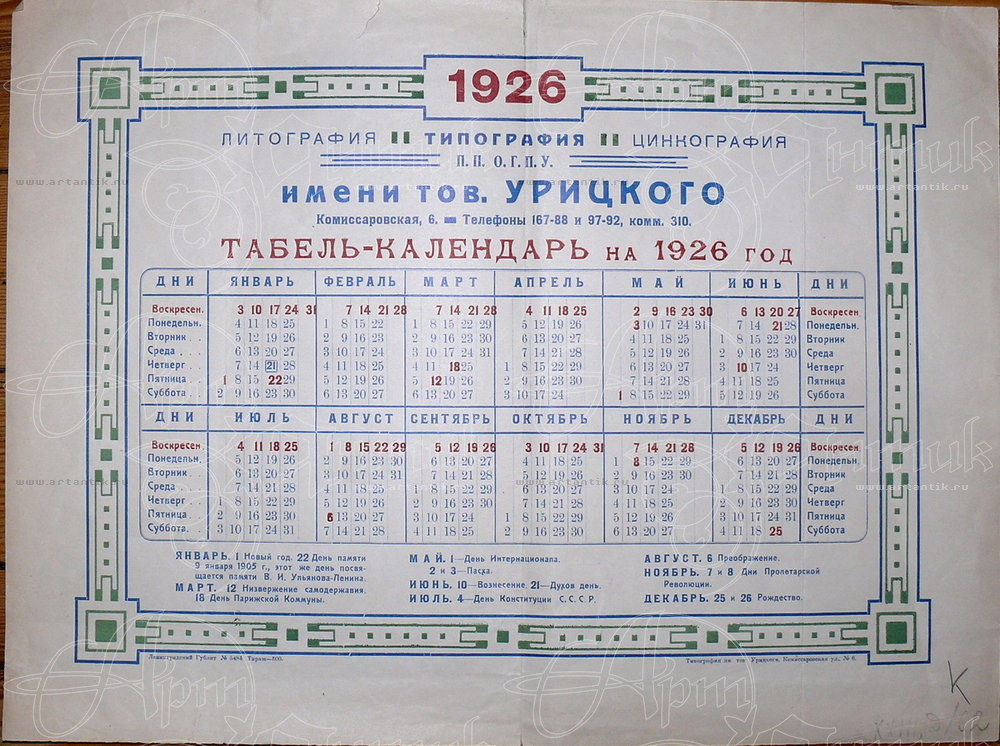 1926
ЛИТОГРАФИЯ ТИПОГРАФИЯ ЦИНКОГРАФИЯ
П.П. О.Г.П.У.
имени тов. УРИЦКОГО
Комиссаровская, 6. — Телефоны 167-88 и 97-92, комм. 310.
ТАБЕЛЬ-КАЛЕНДАРЬ НА 1926 ГОД
ДНИ ЯНВАРЬ ФЕВРАЛЬ МАРТ АПРЕЛЬ МАЙ ИЮНЬ ДНИ
Воскресен. 3 10 17 24 31 7 14 21 28 7 14 21 28 4 11 18 25 2 9 16 23 30 6 13 20 27 Воскресен.
Понедельн. 4 11 18 25 1 8 15 22 1 8 15 22 29 5 12 19 26 3 10 17 24 31 7 14 21 28 Понедельн.
Вторник . . 5 12 19 26 2 9 16 23 2 9 16 23 30 6 13 20 27 4 11 18 25 1 8 15 22 29 Вторник
Среда . . . 6 13 20 27 3 10 17 24 3 10 17 24 31 7 14 21 28 5 12 19 26 2 9 16 23 30 Среда
Четверг . . 7 14 21 28 4 11 18 25 4 11 18 25 1 8 15 22 29 6 13 20 27 3 10 17 24 Четверг
Пятница . . 1 8 15 22 29 5 12 19 26 5 12 19 26 2 9 16 23 30 7 14 21 28 4 11 18 25 Пятница
Суббота . . 2 9 16 23 30 6 13 20 27 6 13 20 27 3 10 17 24 1 8 15 22 29 5 12 19 26 Суббота
ДНИ ИЮЛЬ АВГУСТ СЕНТЯБРЬ ОКТЯБРЬ НОЯБРЬ ДЕКАБРЬ ДНИ
Воскресен. 4 11 18 25 1 8 15 22 29 5 12 19 26 3 10 17 24 31 7 14 21 28 5 12 19 26 Воскресен.
Понедельн. 5 12 19 26 2 9 16 23 30 6 13 20 27 4 11 18 25 1 8 15 22 29 6 13 20 27 Понедельн.
Вторник . . 6 13 20 27 3 10 17 24 31 7 14 21 28 5 12 19 26 2 9 16 23 30 7 14 21 28 Вторник
Среда . . . 7 14 21 28 4 11 18 25 1 8 15 22 29 6 13 20 27 3 10 17 24 1 8 15 22 29 Среда
Четверг . 1 8 15 22 29 5 12 19 26 2 9 16 23 30 7 14 21 28 4 11 18 25 2 9 16 23 30 Четверг
Пятница . . 2 9 16 23 30 6 13 20 27 3 10 17 24 1 8 15 22 29 5 12 19 26 3 10 17 24 31 Пятница
Суббота . . 3 10 17 24 31 7 14 21 28 4 11 18 25 2 9 16 23 30 6 13 20 27 4 11 18 25 Суббота
ЯНВАРЬ. 1 Новый год. 22 День памяти
9 января 1905 г., этот же день посвя-
щается памяти В. И. Ульянова-Ленина.
МАРТ. 12 Низвержение самодержавия.
18 День Парижской Коммуны.
МАЙ. 1—День Интернационала.
2 и 3—Пасха.
ИЮНЬ. 10—Вознесение. 21—Духов день.
ИЮЛЬ. 4—День Конституции С.С.С.Р.
АВГУСТ. 6 Преображение.
НОЯБРЬ. 7 и 8 Дни Пролетарской
Революции.
ДЕКАБРЬ. 25 и 26 Рождество.
Ленинградский Гублит № Тираж—500.
Типография им. тов. Урицкого, Комиссаровская ул., № 6.
К
www.artantik.ru
Арт Антик